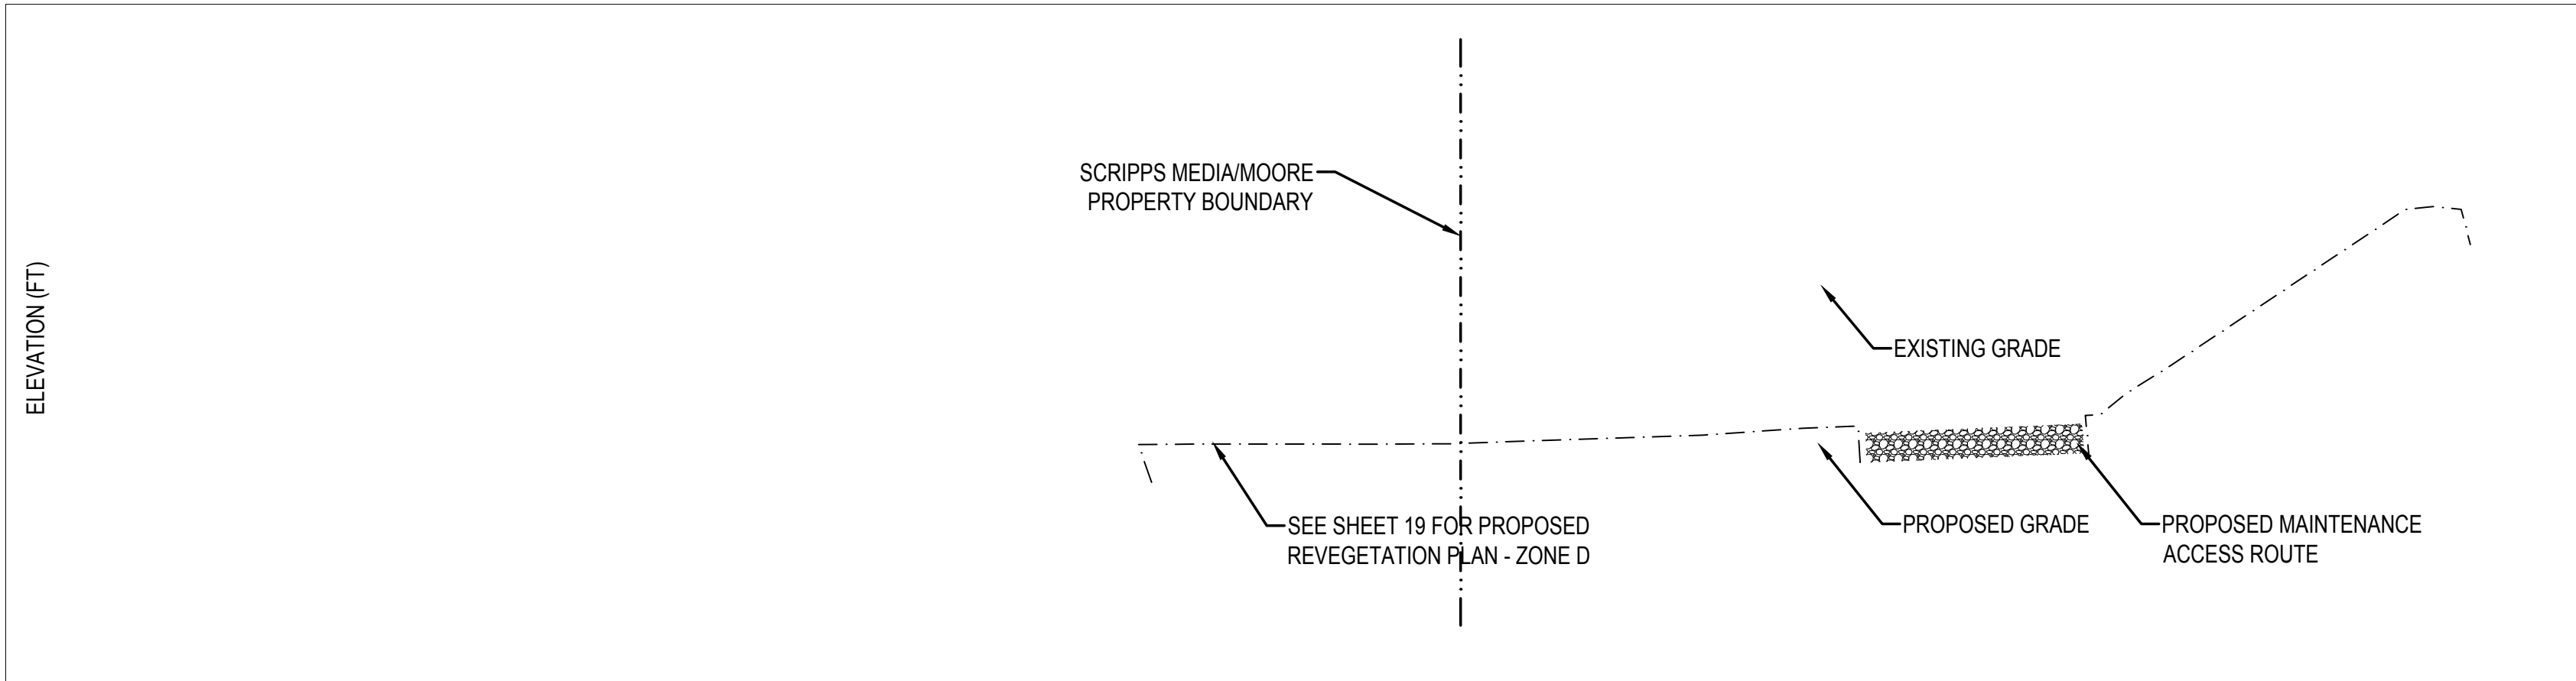 SCRIPPS MEDIA/MOORE
PROPERTY BOUNDARY
ELEVATION (FT)
EXISTING GRADE
SEE SHEET 19 FOR PROPOSED
REVEGETATION PLAN - ZONE D
PROPOSED GRADE
PROPOSED MAINTENANCE
ACCESS ROUTE